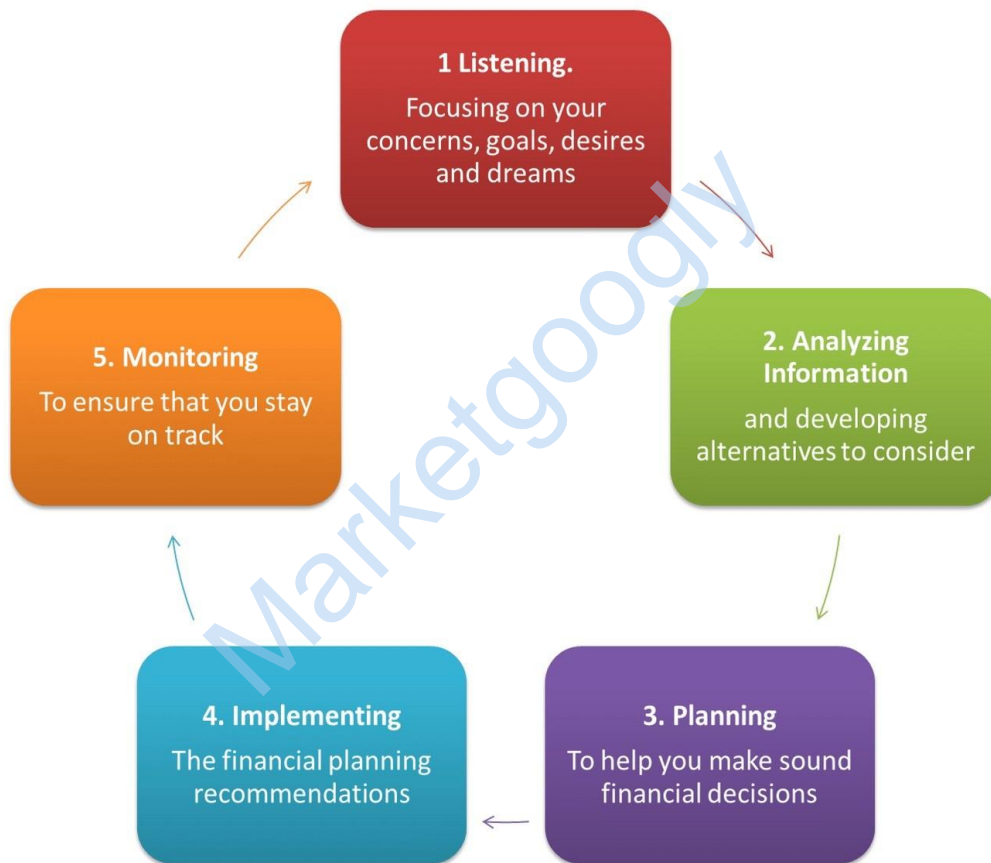 1 Listening.
Focusing on your
concerns, goals, desires
and dreams
2. Analyzing
Information
and developing
alternatives to consider
3. Planning
To help you make sound
financial decisions
4. Implementing
The financial planning
recommendations
5. Monitoring
To ensure that you stay
on track
Marketgoogly